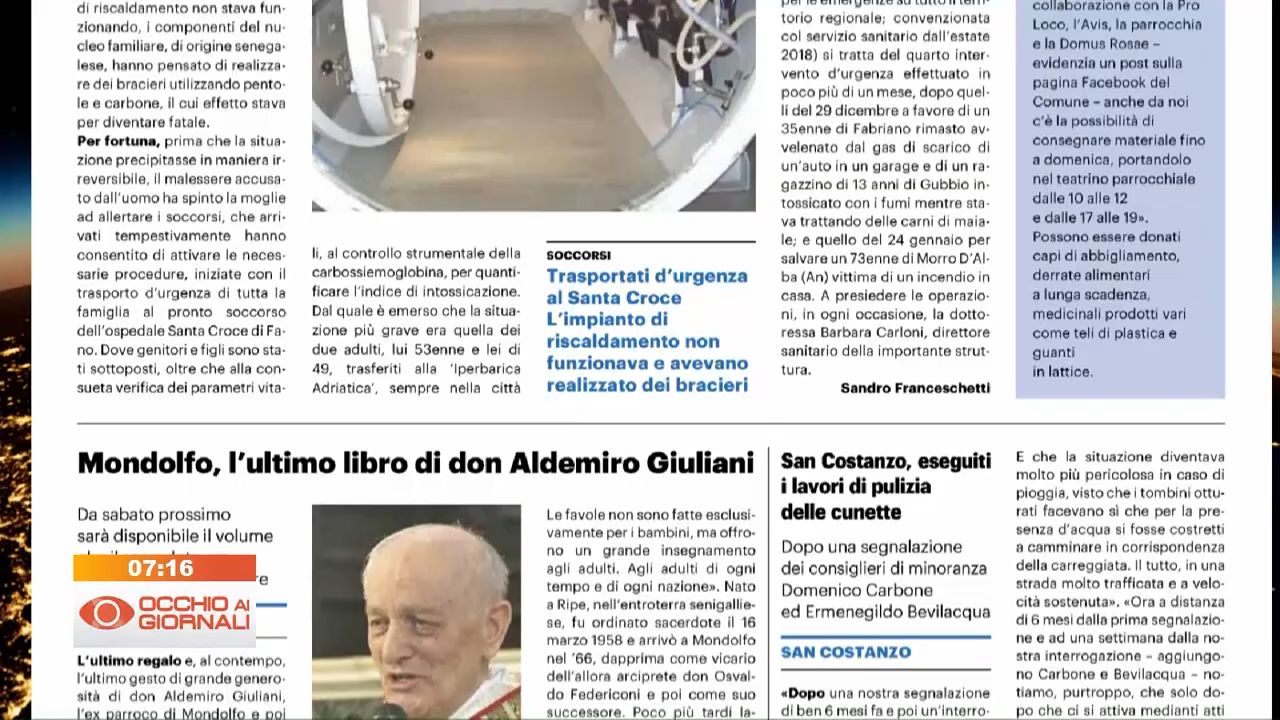 di riscaldamento non stava fun-
zionando, i componenti del nu-
cleo familiare, di origine senega-
lese, hanno pensato di realizza-
re dei bracieri utilizzando pento-
le e carbone, il cui effetto stava
per diventare fatale.
Per fortuna, prima che la situa-
zione precipitasse in maniera ir-
reversibile, il malessere accusa-
to dall'uomo ha spinto la moglie
ad allertare i soccorsi, che arri-
vati tempestivamente hanno
consentito di attivare le neces-
sarie procedure, iniziate con il
trasporto d'urgenza di tutta la
famiglia al pronto soccorso
dell'ospedale Santa Croce di Fa-
no. Dove genitori e figli sono sta-
ti sottoposti, oltre che alla con-
sueta verifica dei parametri vita-
li, al controllo strumentale della
carbossiemoglobina, per quanti-
ficare l'indice di intossicazione.
Dal quale è emerso che la situa-
zione più grave era quella dei
due adulti, lui 53enne e lei di
49, trasferiti alla 'Iperbarica
Adriatica', sempre nella città
SOCCORSI
Trasportati d'urgenza
al Santa Croce
L'impianto di
riscaldamento non
funzionava e avevano
realizzato dei bracieri
per le emergenze su tutto il terri-
torio regionale; convenzionata
col servizio sanitario dall'estate
2018) si tratta del quarto inter-
vento d'urgenza effettuato in
poco più di un mese, dopo quel-
li del 29 dicembre a favore di un
35enne di Fabriano rimasto av-
velenato dal gas di scarico di
un'auto in un garage e di un ra-
gazzino di 13 anni di Gubbio in-
tossicato con i fumi mentre sta-
va trattando delle carni di maia-
le; e quello del 24 gennaio per
salvare un 73enne di Morro D'Al-
ba (An) vittima di un incendio in
casa. A presiedere le operazio-
ni, in ogni occasione, la dotto-
ressa Barbara Carloni, direttore
sanitario della importante strut-
tura.
Sandro Franceschetti
collaborazione con la Pro
Loco, l'Avis, la parrocchia
e la Domus Rosae –
evidenzia un post sulla
pagina Facebook del
Comune – anche da noi
c'è la possibilità di
consegnare materiale fino
a domenica, portandolo
nel teatrino parrocchiale
dalle 10 alle 12
e dalle 17 alle 19».
Possono essere donati
capi di abbigliamento,
derrate alimentari
a lunga scadenza,
medicinali prodotti vari
come teli di plastica e
guanti
in lattice.
Mondolfo, l'ultimo libro di don Aldemiro Giuliani
Da sabato prossimo
sarà disponibile il volume
re
07:16
OCCHIO AI
GIORNALI
L'ultimo regalo e, al contempo,
l'ultimo gesto di grande genero-
sità di don Aldemiro Giuliani,
l'ex parroco di Mondolfo e poi
Le favole non sono fatte esclusi-
vamente per i bambini, ma offro-
no un grande insegnamento
agli adulti. Agli adulti di ogni
tempo e di ogni nazione». Nato
a Ripe, nell'entroterra senigallie-
se, fu ordinato sacerdote il 16
marzo 1958 e arrivò a Mondolfo
nel '66, dapprima come vicario
dell'allora arciprete don Osval-
do Federiconi e poi come suo
successore. Poco più tardi la-
San Costanzo, eseguiti
i lavori di pulizia
delle cunette
Dopo una segnalazione
dei consiglieri di minoranza
Domenico Carbone
ed Ermenegildo Bevilacqua
SAN COSTANZO
«Dopo una nostra segnalazione
di ben 6 mesi fa e poi un'interro-
E che la situazione diventava
molto più pericolosa in caso di
pioggia, visto che i tombini ottu-
rati facevano sì che per la pre-
senza d'acqua si fosse costretti
a camminare in corrispondenza
della carreggiata. Il tutto, in una
strada molto trafficata e a velo-
cità sostenuta». «Ora a distanza
di 6 mesi dalla prima segnalazio-
ne e ad una settimana dalla no-
stra interrogazione – aggiungo-
no Carbone e Bevilacqua – no-
tiamo, purtroppo, che solo do-
po che ci si attiva medianti atti